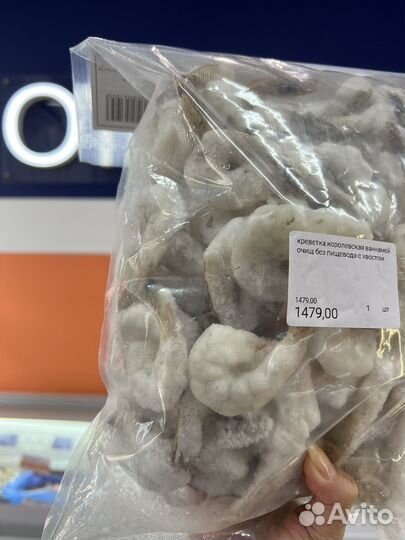 О
креветка королевская ваннамей
очищ без пищевода с хвостом
1479,00
1479,00
1 шт
Avito